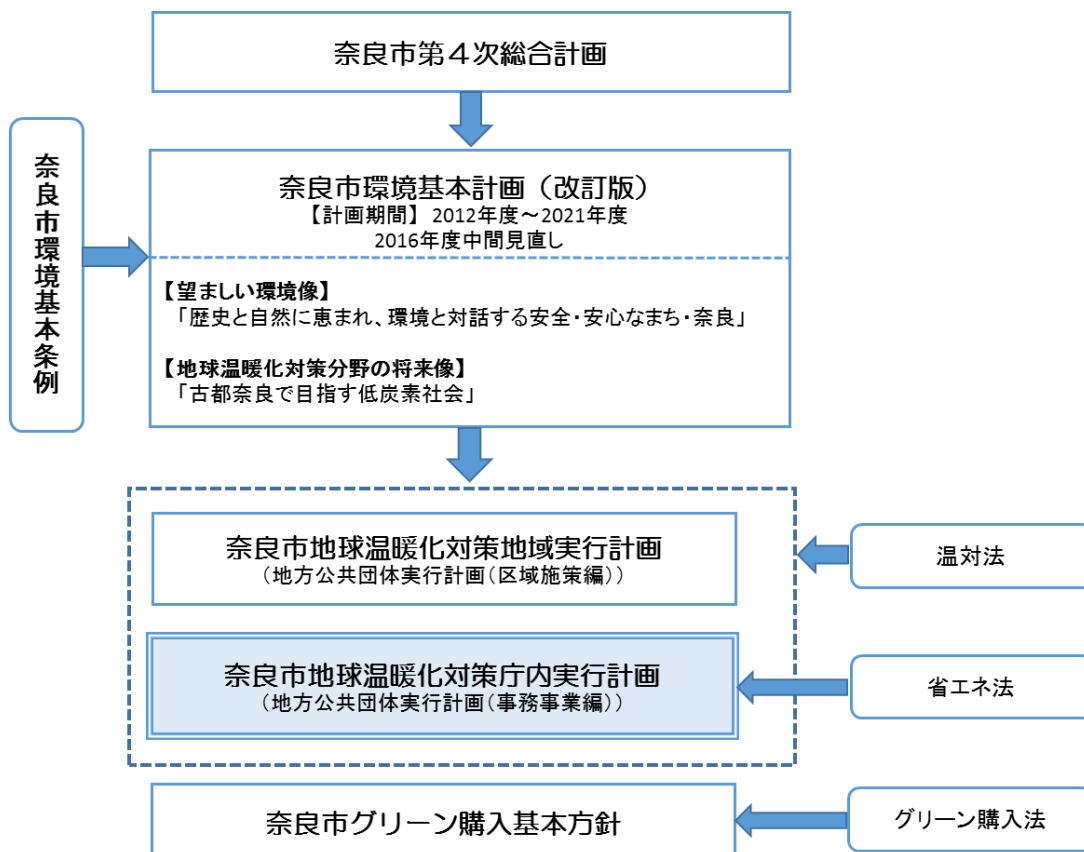 奈良市第４次総合計画
奈良市環境基本条例
奈良市環境基本計画（改訂版）
【計画期間】 2012年度～2021年度
2016年度中間見直し
【望ましい環境像】
「歴史と自然に恵まれ、環境と対話する安全・安心なまち・奈良」
【地球温暖化対策分野の将来像】
「古都奈良で目指す低炭素社会」
奈良市地球温暖化対策地域実行計画
（地方公共団体実行計画（区域施策編））
温対法
奈良市地球温暖化対策庁内実行計画
（地方公共団体実行計画（事務事業編））
省エネ法
奈良市グリーン購入基本方針
グリーン購入法